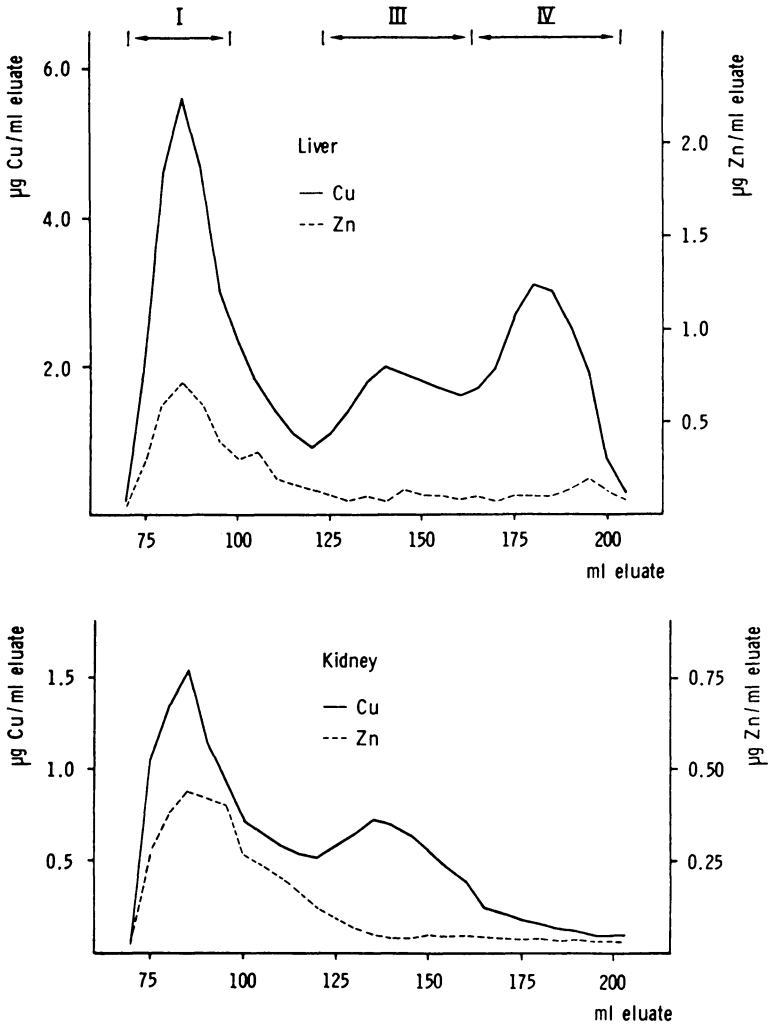 I III IV
6.0
4.0
2.0
µg Cu/ml eluate
Liver
Cu
Zn
2.0
1.5
1.0
0.5
µg Zn/ml eluate
75 100 125 150 175 200
ml eluate
1.5
1.0
0.5
µg Cu/ml eluate
Kidney
Cu
Zn
0.75
0.50
0.25
µg Zn/ml eluate
75 100 125 150 175 200
ml eluate